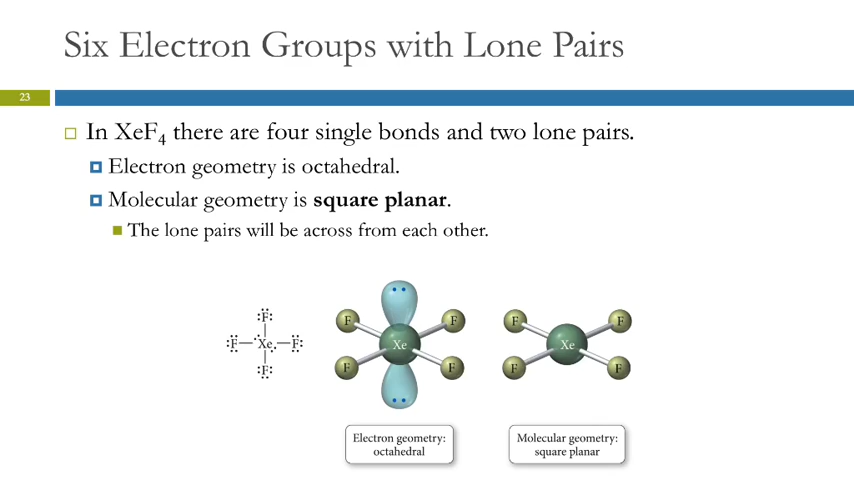 Six Electron Groups with Lone Pairs
23
In XeF₄ there are four single bonds and two lone pairs.
Electron geometry is octahedral.
Molecular geometry is square planar.
The lone pairs will be across from each other.
F
F Xe F
F
F F
Xe
F F
F F
Xe
F F
Electron geometry:
octahedral
Molecular geometry:
square planar